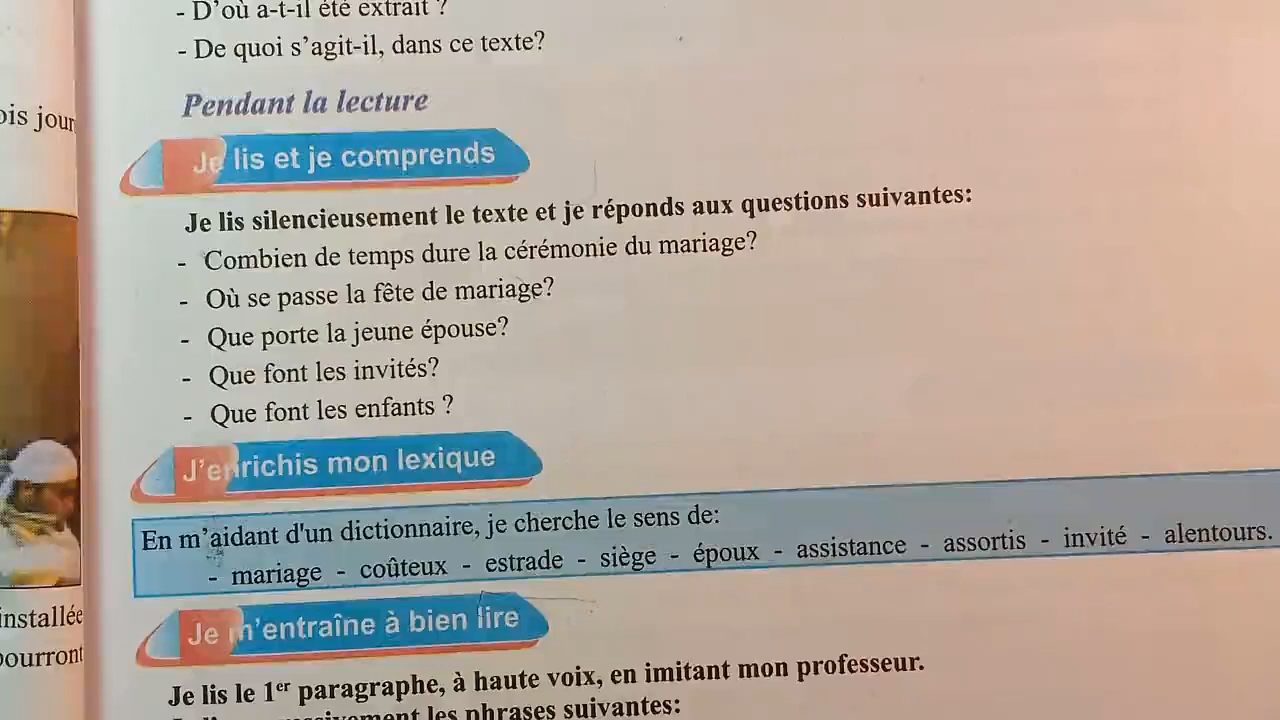 - D'où a-t-il été extrait ?
- De quoi s'agit-il, dans ce texte?
Pendant la lecture
Je lis et je comprends
Je lis silencieusement le texte et je réponds aux questions suivantes:
- Combien de temps dure la cérémonie du mariage?
- Où se passe la fête de mariage?
- Que porte la jeune épouse?
- Que font les invités?
- Que font les enfants ?
J'enrichis mon lexique
En m'aidant d'un dictionnaire, je cherche le sens de:
- mariage - coûteux - estrade - siège - époux - assistance - assortis - invité - alentours.
Je m'entraîne à bien lire
Je lis le 1er paragraphe, à haute voix, en imitant mon professeur.
les phrases suivantes:
jour
installée
pourront